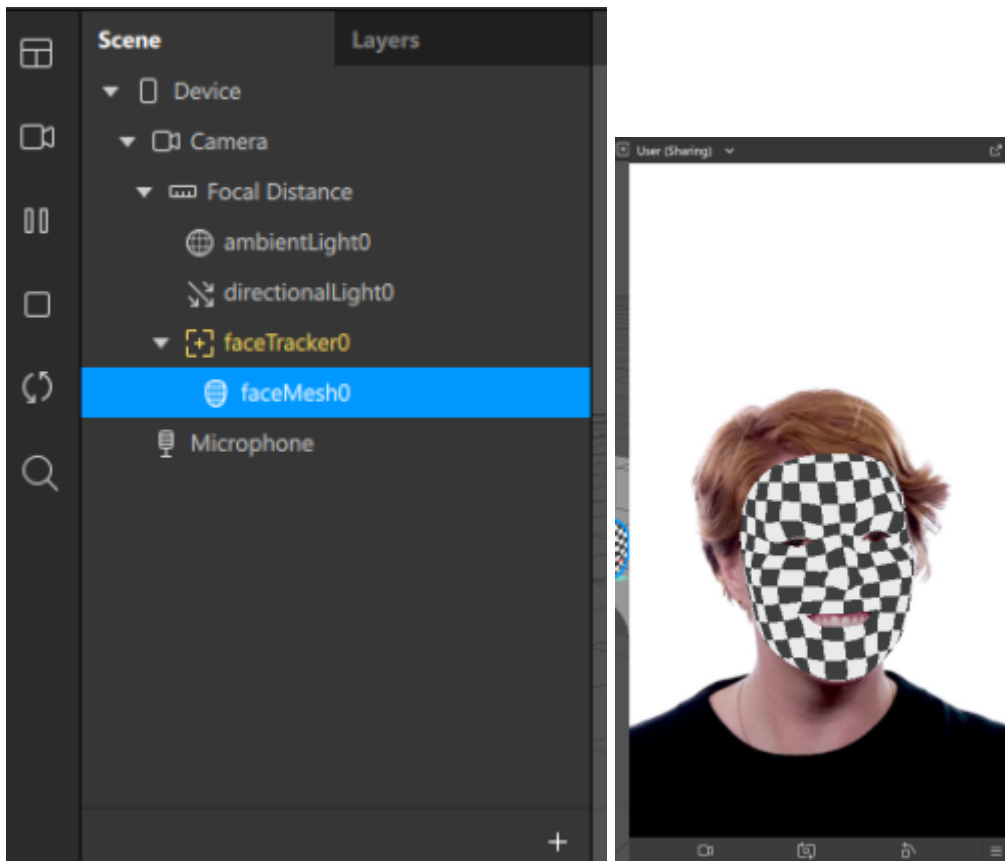 Scene
Layers
Device
Camera
Focal Distance
ambientLight0
directionalLight0
faceTracker0
faceMesh0
Microphone
User (Sharing)